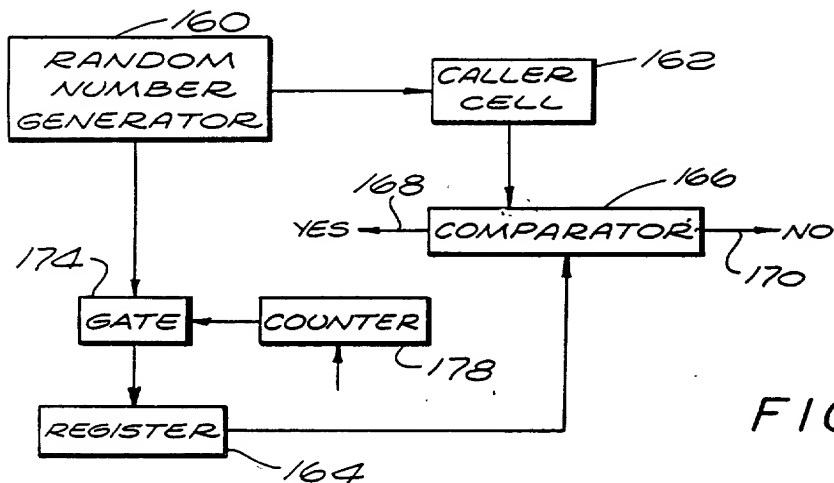 160
RANDOM
NUMBER
GENERATOR
162
CALLER
CELL
166
168
YES
COMPARATOR
NO
170
174
GATE
COUNTER
178
REGISTER
164
FIG